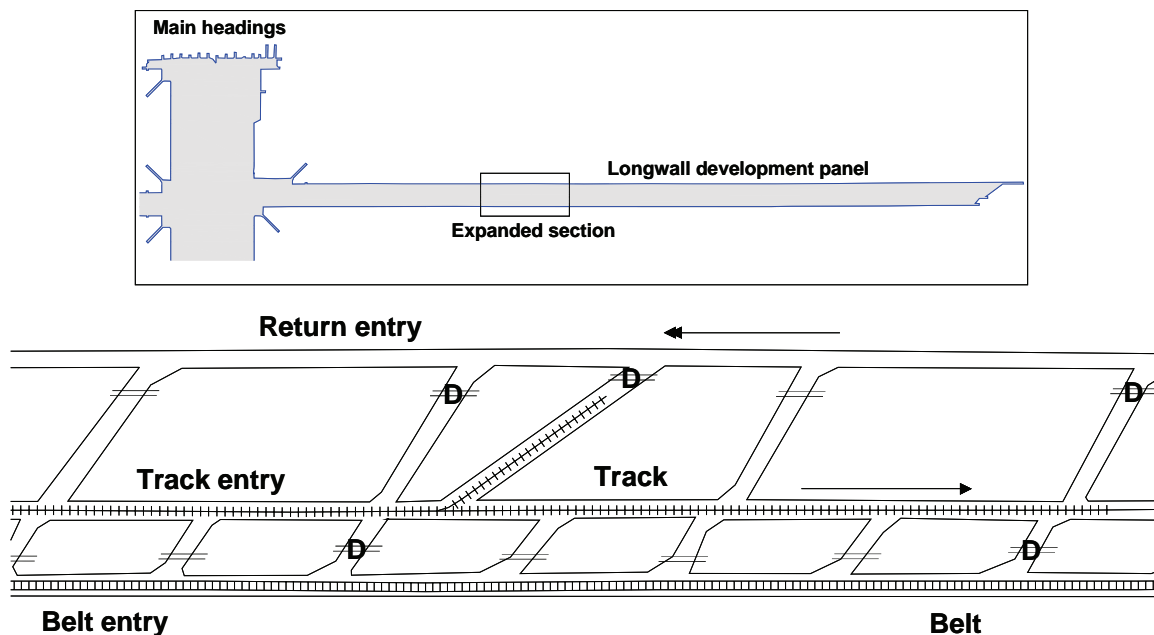 Main headings
Longwall development panel
Expanded section
Return entry
D
D
D
Track entry
Track
D
D
Belt entry
Belt